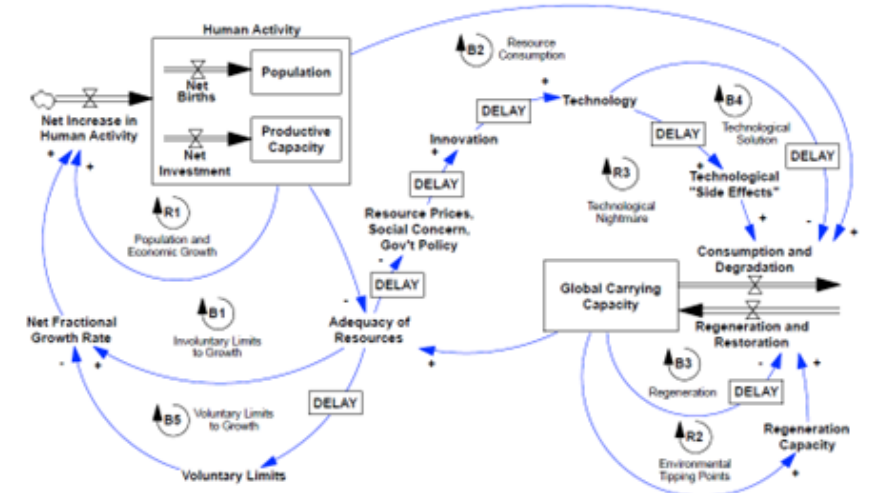 Human Activity
B2
Resource
Consumption
Population
Net
Births
+
DELAY
Technology
B4
Technological
Solution
Net Increase in
Human Activity
Productive
Capacity
Net
Investment
+
+
Innovation
+
DELAY
DELAY
R3
Technological
Nightmare
+
Technological
"Side Effects"
DELAY
R1
Population and
Economic Growth
Resource Prices,
Social Concern,
Gov't Policy
+
-
+
-
DELAY
Consumption and
Degradation
Global Carrying
Capacity
-
Net Fractional
Growth Rate
B1
Involuntary Limits
to Growth
Adequacy of
Resources
Regeneration and
Restoration
-
+
+
B3
Regeneration
-
+
DELAY
B5
Voluntary Limits
to Growth
DELAY
R2
Environmental
Tipping Points
Regeneration
Capacity
+
Voluntary Limits